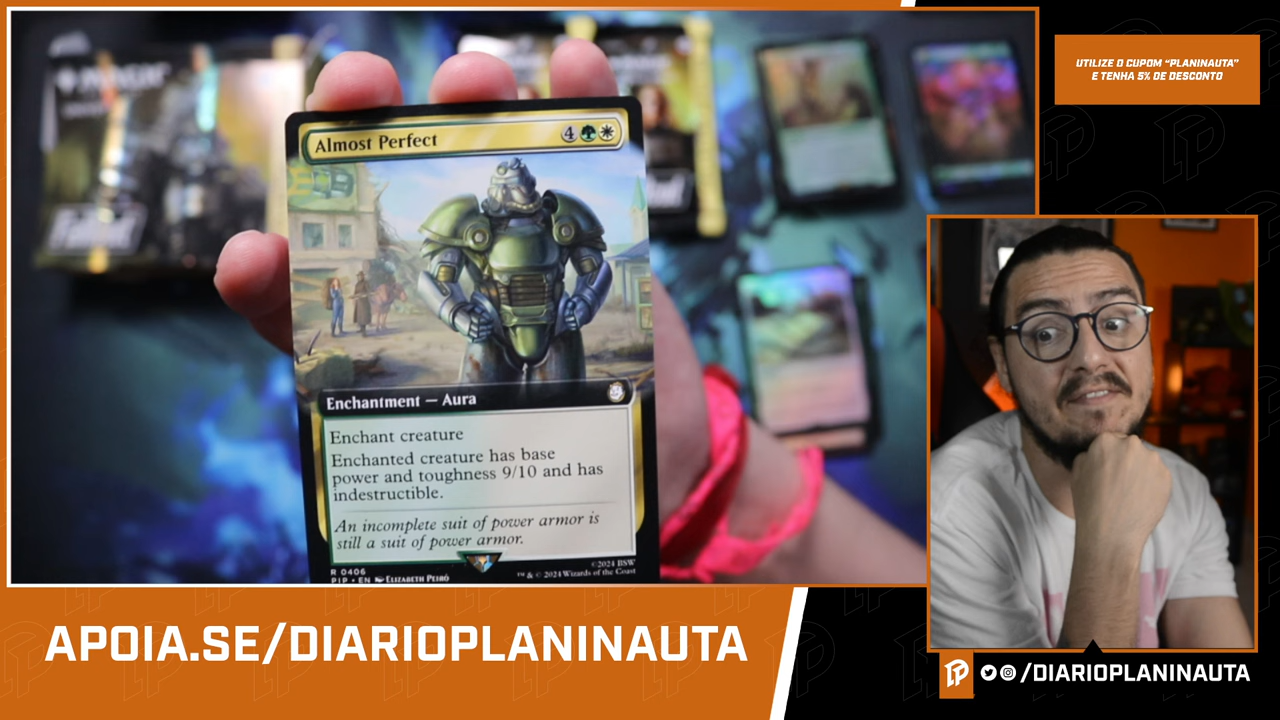 UTILIZE O CUPOM “PLANINAUTA”
E TENHA 5% DE DESCONTO
MAGIC
Fallout
Almost Perfect
4
Enchantment — Aura
Enchant creature
Enchanted creature has base
power and toughness 9/10 and has
indestructible.
An incomplete suit of power armor is
still a suit of power armor.
R 0406
PIP • EN ELIZABETH PEIRÓ
©2024 BSW
™ & © 2024 Wizards of the Coast
APOIA.SE/DIARIOPLANINAUTA
/DIARIOPLANINAUTA